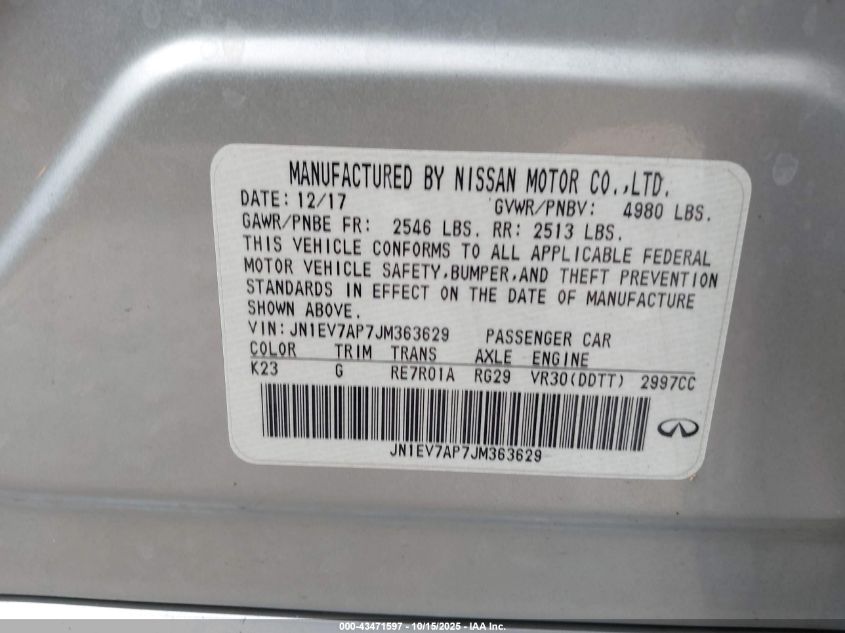 MANUFACTURED BY NISSAN MOTOR CO.,LTD.
DATE: 12/17 GVWR/PNBV: 4980 LBS.
GAWR/PNBE FR: 2546 LBS. RR: 2513 LBS.
THIS VEHICLE CONFORMS TO ALL APPLICABLE FEDERAL
MOTOR VEHICLE SAFETY,BUMPER,AND THEFT PREVENTION
STANDARDS IN EFFECT ON THE DATE OF MANUFACTURE
SHOWN ABOVE.
VIN:JN1EV7AP7JM363629 PASSENGER CAR
COLOR TRIM TRANS AXLE ENGINE
K23 G RE7R01A RG29 VR30(DDTT) 2997CC
JN1EV7AP7JM363629
000-43471597 - 10/15/2025 - IAA Inc.